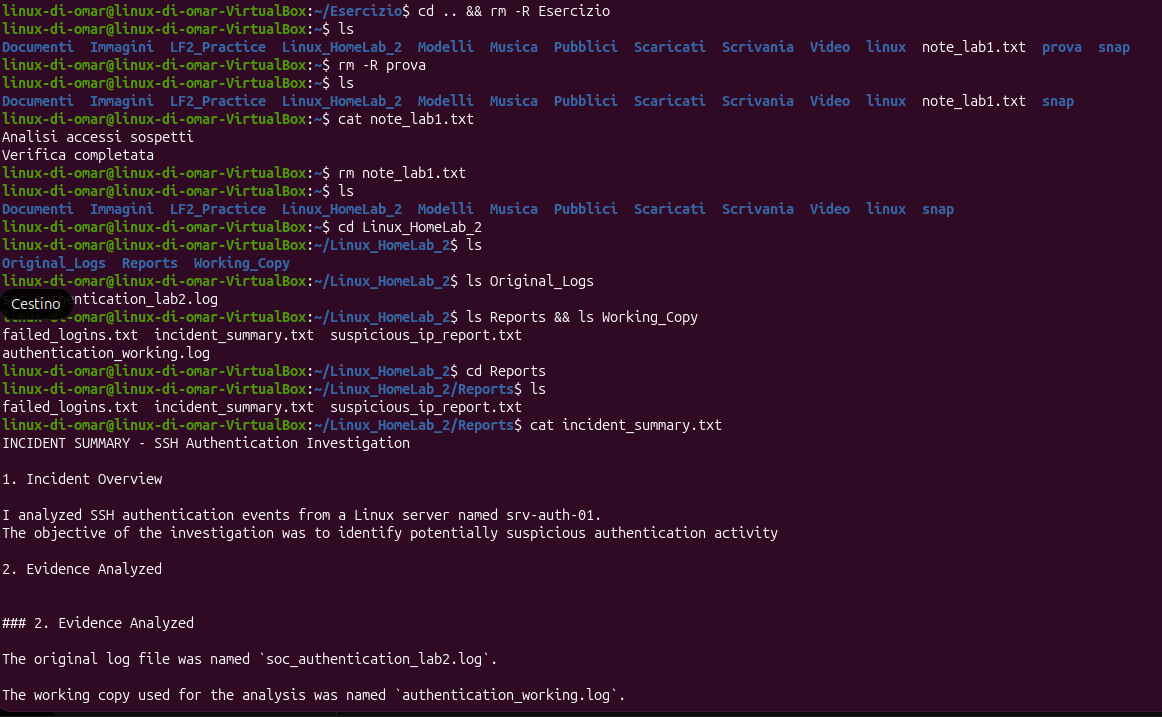 linux-di-omar@linux-di-omar-VirtualBox:~/Esercizio$ cd .. && rm -R Esercizio
linux-di-omar@linux-di-omar-VirtualBox:~$ ls
Documenti  Immagini  LF2_Practice  Linux_HomeLab_2  Modelli  Musica  Pubblici  Scaricati  Scrivania  Video  linux  note_lab1.txt  prova  snap
linux-di-omar@linux-di-omar-VirtualBox:~$ rm -R prova
linux-di-omar@linux-di-omar-VirtualBox:~$ ls
Documenti  Immagini  LF2_Practice  Linux_HomeLab_2  Modelli  Musica  Pubblici  Scaricati  Scrivania  Video  linux  note_lab1.txt  snap
linux-di-omar@linux-di-omar-VirtualBox:~$ cat note_lab1.txt
Analisi accessi sospetti
Verifica completata
linux-di-omar@linux-di-omar-VirtualBox:~$ rm note_lab1.txt
linux-di-omar@linux-di-omar-VirtualBox:~$ ls
Documenti  Immagini  LF2_Practice  Linux_HomeLab_2  Modelli  Musica  Pubblici  Scaricati  Scrivania  Video  linux  snap
linux-di-omar@linux-di-omar-VirtualBox:~$ cd Linux_HomeLab_2
linux-di-omar@linux-di-omar-VirtualBox:~/Linux_HomeLab_2$ ls
Original_Logs  Reports  Working_Copy
linux-di-omar@linux-di-omar-VirtualBox:~/Linux_HomeLab_2$ ls Original_Logs
soc_authentication_lab2.log
Cestino
linux-di-omar@linux-di-omar-VirtualBox:~/Linux_HomeLab_2$ ls Reports && ls Working_Copy
failed_logins.txt  incident_summary.txt  suspicious_ip_report.txt
authentication_working.log
linux-di-omar@linux-di-omar-VirtualBox:~/Linux_HomeLab_2$ cd Reports
linux-di-omar@linux-di-omar-VirtualBox:~/Linux_HomeLab_2/Reports$ ls
failed_logins.txt  incident_summary.txt  suspicious_ip_report.txt
linux-di-omar@linux-di-omar-VirtualBox:~/Linux_HomeLab_2/Reports$ cat incident_summary.txt
INCIDENT SUMMARY - SSH Authentication Investigation
1. Incident Overview
I analyzed SSH authentication events from a Linux server named srv-auth-01.
The objective of the investigation was to identify potentially suspicious authentication activity
2. Evidence Analyzed
### 2. Evidence Analyzed
The original log file was named `soc_authentication_lab2.log`.
The working copy used for the analysis was named `authentication_working.log`.